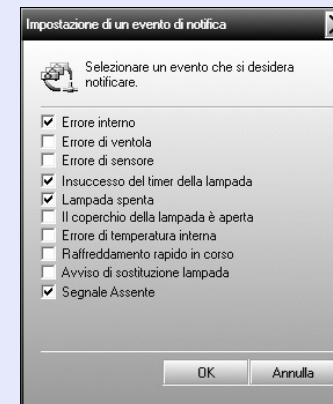 Impostazione di un evento di notifica
Selezionare un evento che si desidera
notificare.
Errore interno
Errore di ventola
Errore di sensore
Insuccesso del timer della lampada
Lampada spenta
Il coperchio della lampada è aperta
Errore di temperatura interna
Raffreddamento rapido in corso
Avviso di sostituzione lampada
Segnale Assente
OK Annulla